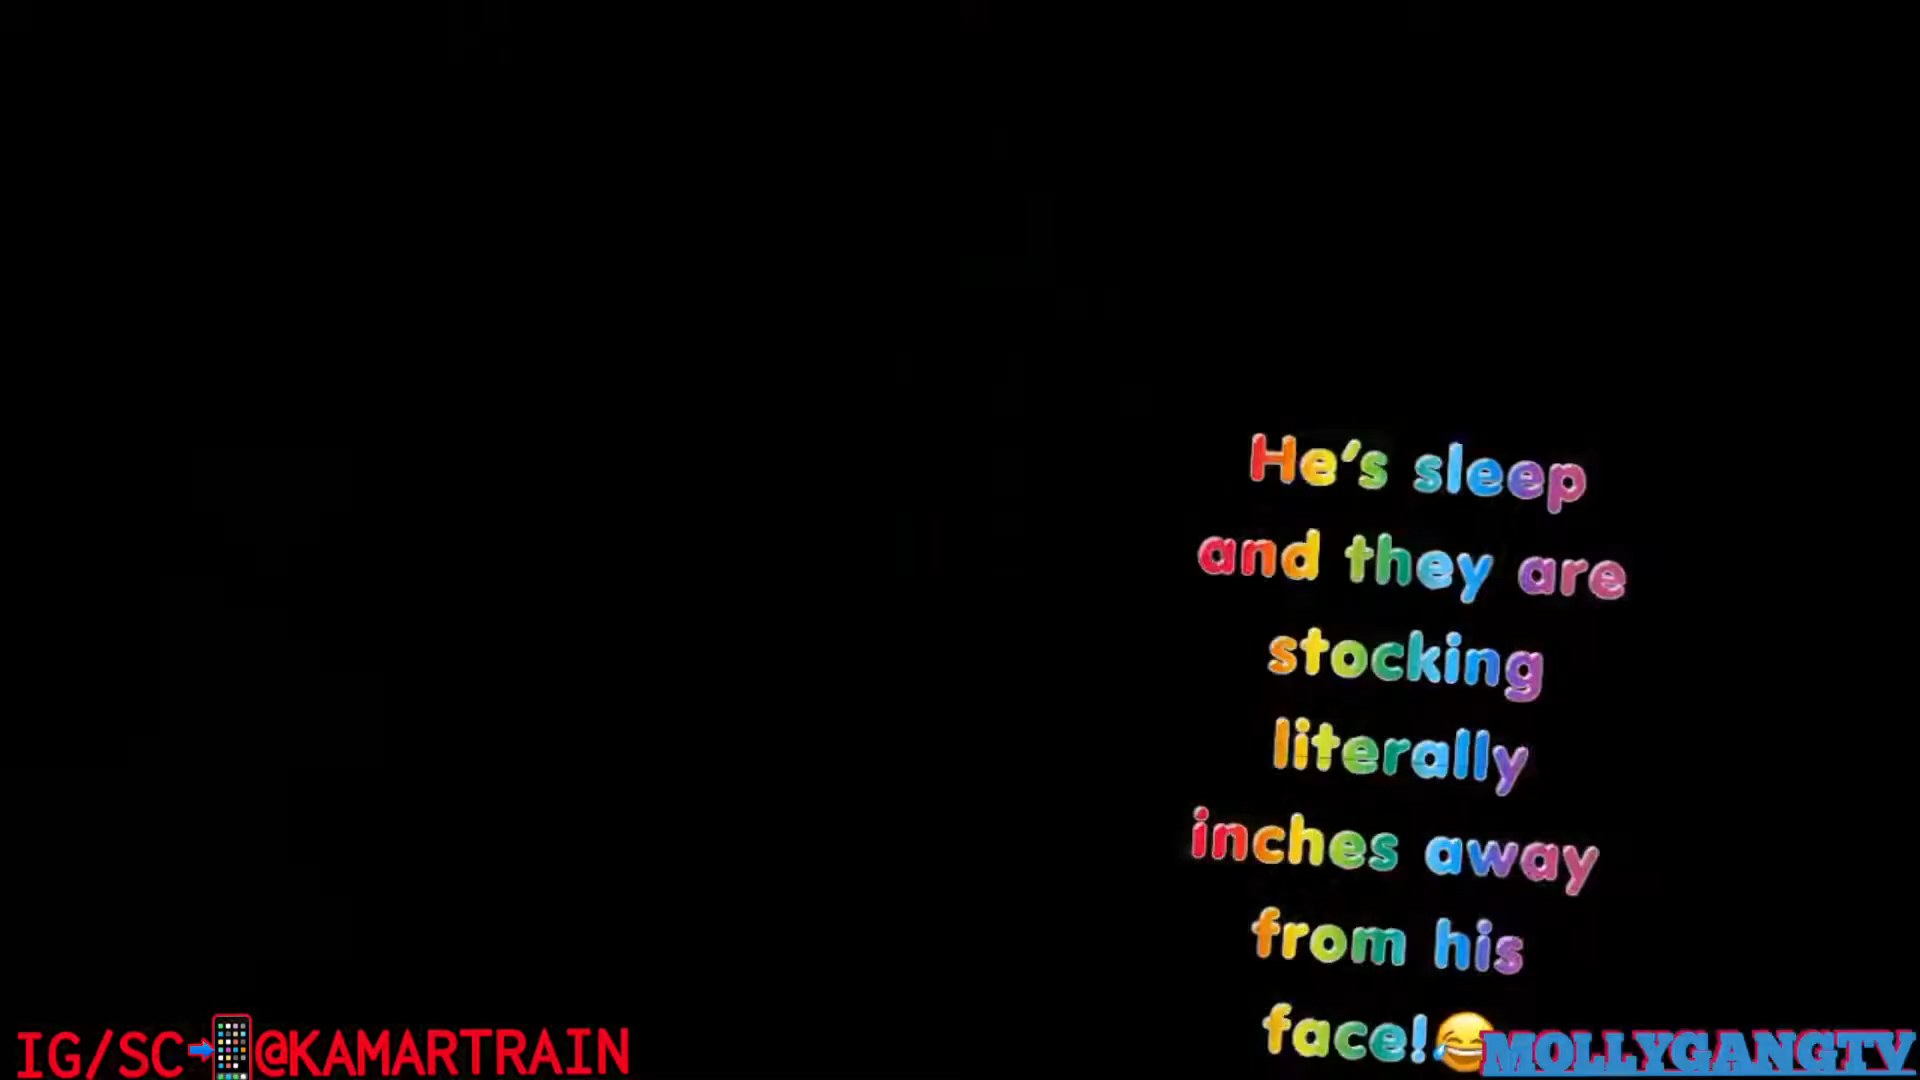 He's sleep
and they are
stocking
literally
inches away
from his
face!😂
IG/SC📲@KAMARTRAIN
MOLLYGANGTV